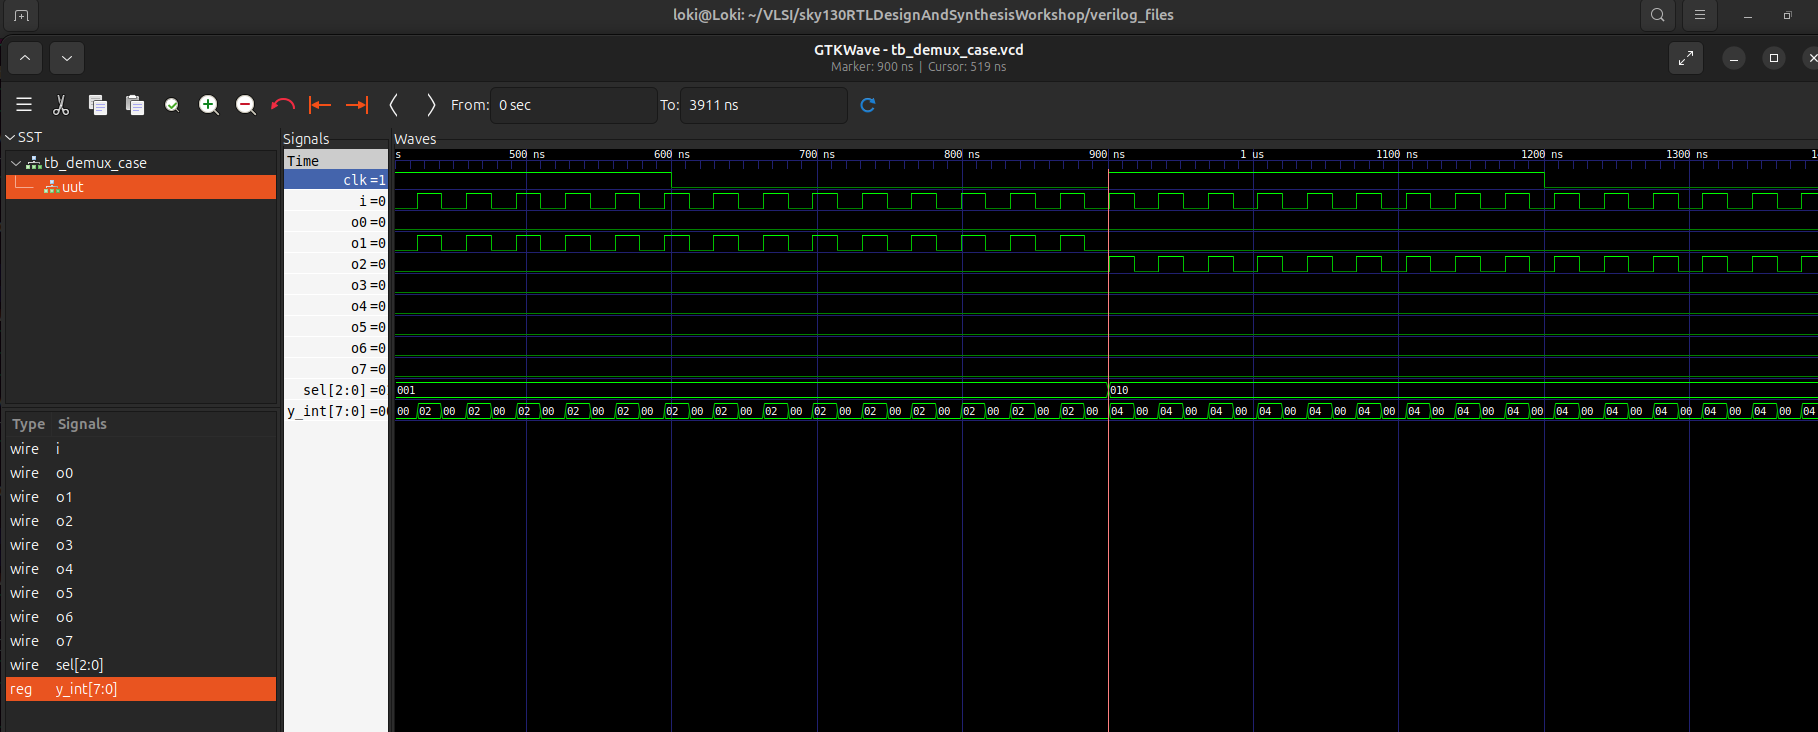 loki@Loki: ~/VLSI/sky130RTLDesignAndSynthesisWorkshop/verilog_files
GTKWave - tb_demux_case.vcd
Marker: 900 ns | Cursor: 519 ns
From: 0 sec To: 3911 ns
SST
tb_demux_case
uut
Type Signals
wire i
wire o0
wire o1
wire o2
wire o3
wire o4
wire o5
wire o6
wire o7
wire sel[2:0]
reg y_int[7:0]
Signals
Time
clk=1
i=0
o0=0
o1=0
o2=0
o3=0
o4=0
o5=0
o6=0
o7=0
sel[2:0]=0
y_int[7:0]=0
Waves
s 500 ns 600 ns 700 ns 800 ns 900 ns 1 us 1100 ns 1200 ns 1300 ns
001 010
00 02 00 02 00 02 00 02 00 02 00 02 00 02 00 02 00 02 00 02 00 02 00 02 00 02 00 02 00 04 00 04 00 04 00 04 00 04 00 04 00 04 00 04 00 04 00 04 00 04 00 04 00 04 00 04 00 04